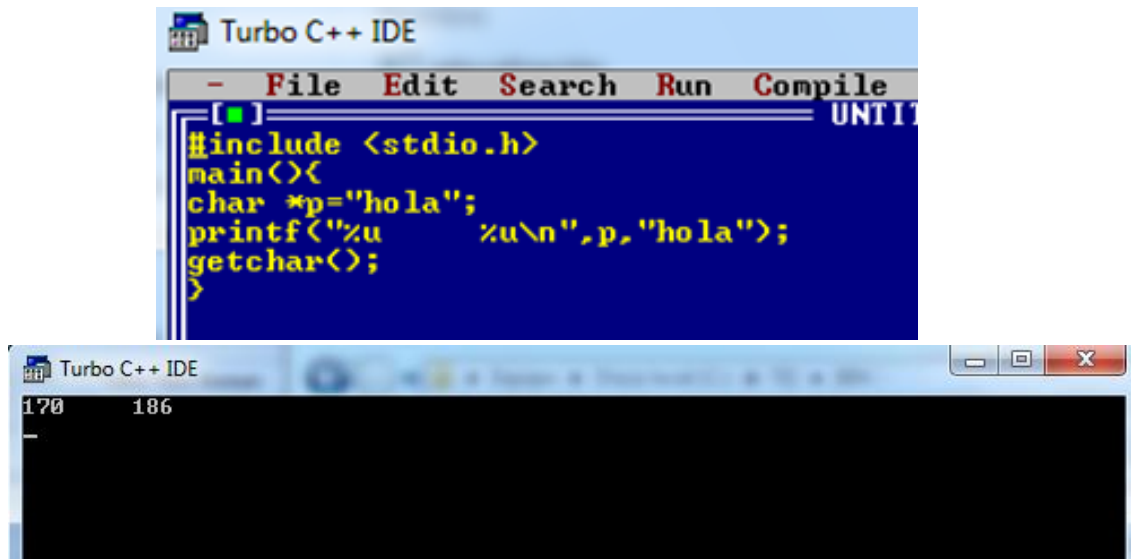 Turbo C++ IDE
- File Edit Search Run Compile
[■] UNTIT
#include <stdio.h>
main(){
char *p="hola";
printf("%u      %u\n",p,"hola");
getchar();
}
Turbo C++ IDE
170     186